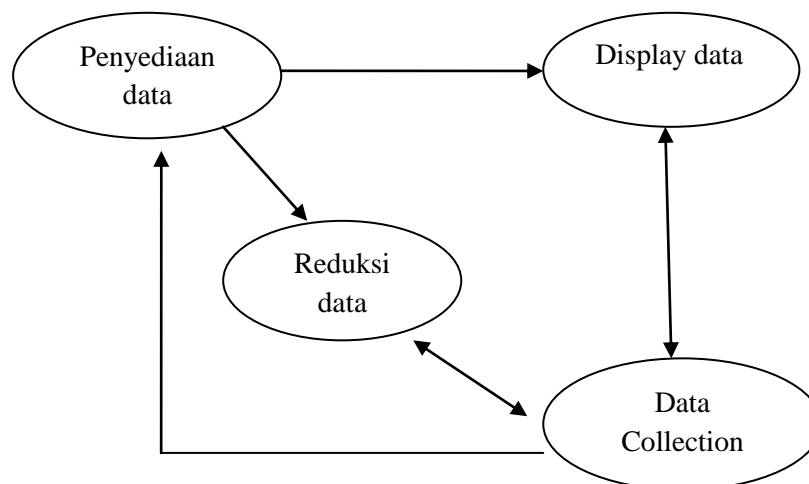 Penyediaan
data
Display data
Reduksi
data
Data
Collection